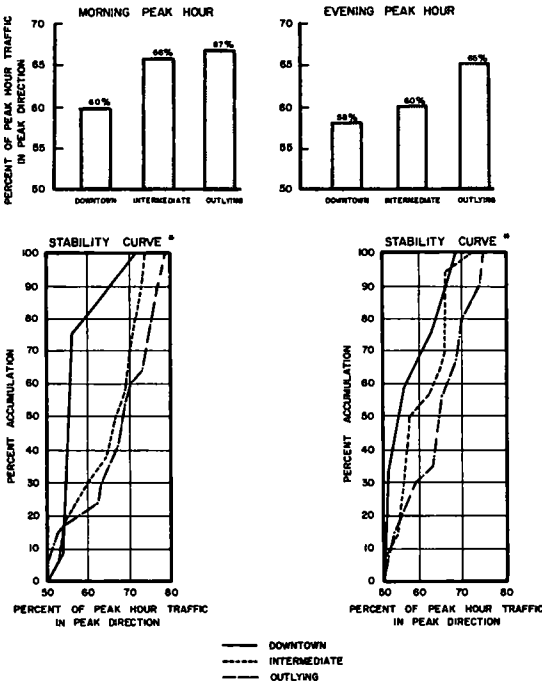 MORNING PEAK HOUR
PERCENT OF PEAK HOUR TRAFFIC
IN PEAK DIRECTION
70
65
60
55
50
60%
66%
67%
DOWNTOWN INTERMEDIATE OUTLYING
EVENING PEAK HOUR
70
65
60
55
50
58%
60%
65%
DOWNTOWN INTERMEDIATE OUTLYING
STABILITY CURVE *
PERCENT ACCUMULATION
100
90
80
70
60
50
40
30
20
10
0
50 60 70 80
PERCENT OF PEAK HOUR TRAFFIC
IN PEAK DIRECTION
STABILITY CURVE *
PERCENT ACCUMULATION
100
90
80
70
60
50
40
30
20
10
0
50 60 70 80
PERCENT OF PEAK HOUR TRAFFIC
IN PEAK DIRECTION
DOWNTOWN
INTERMEDIATE
OUTLYING